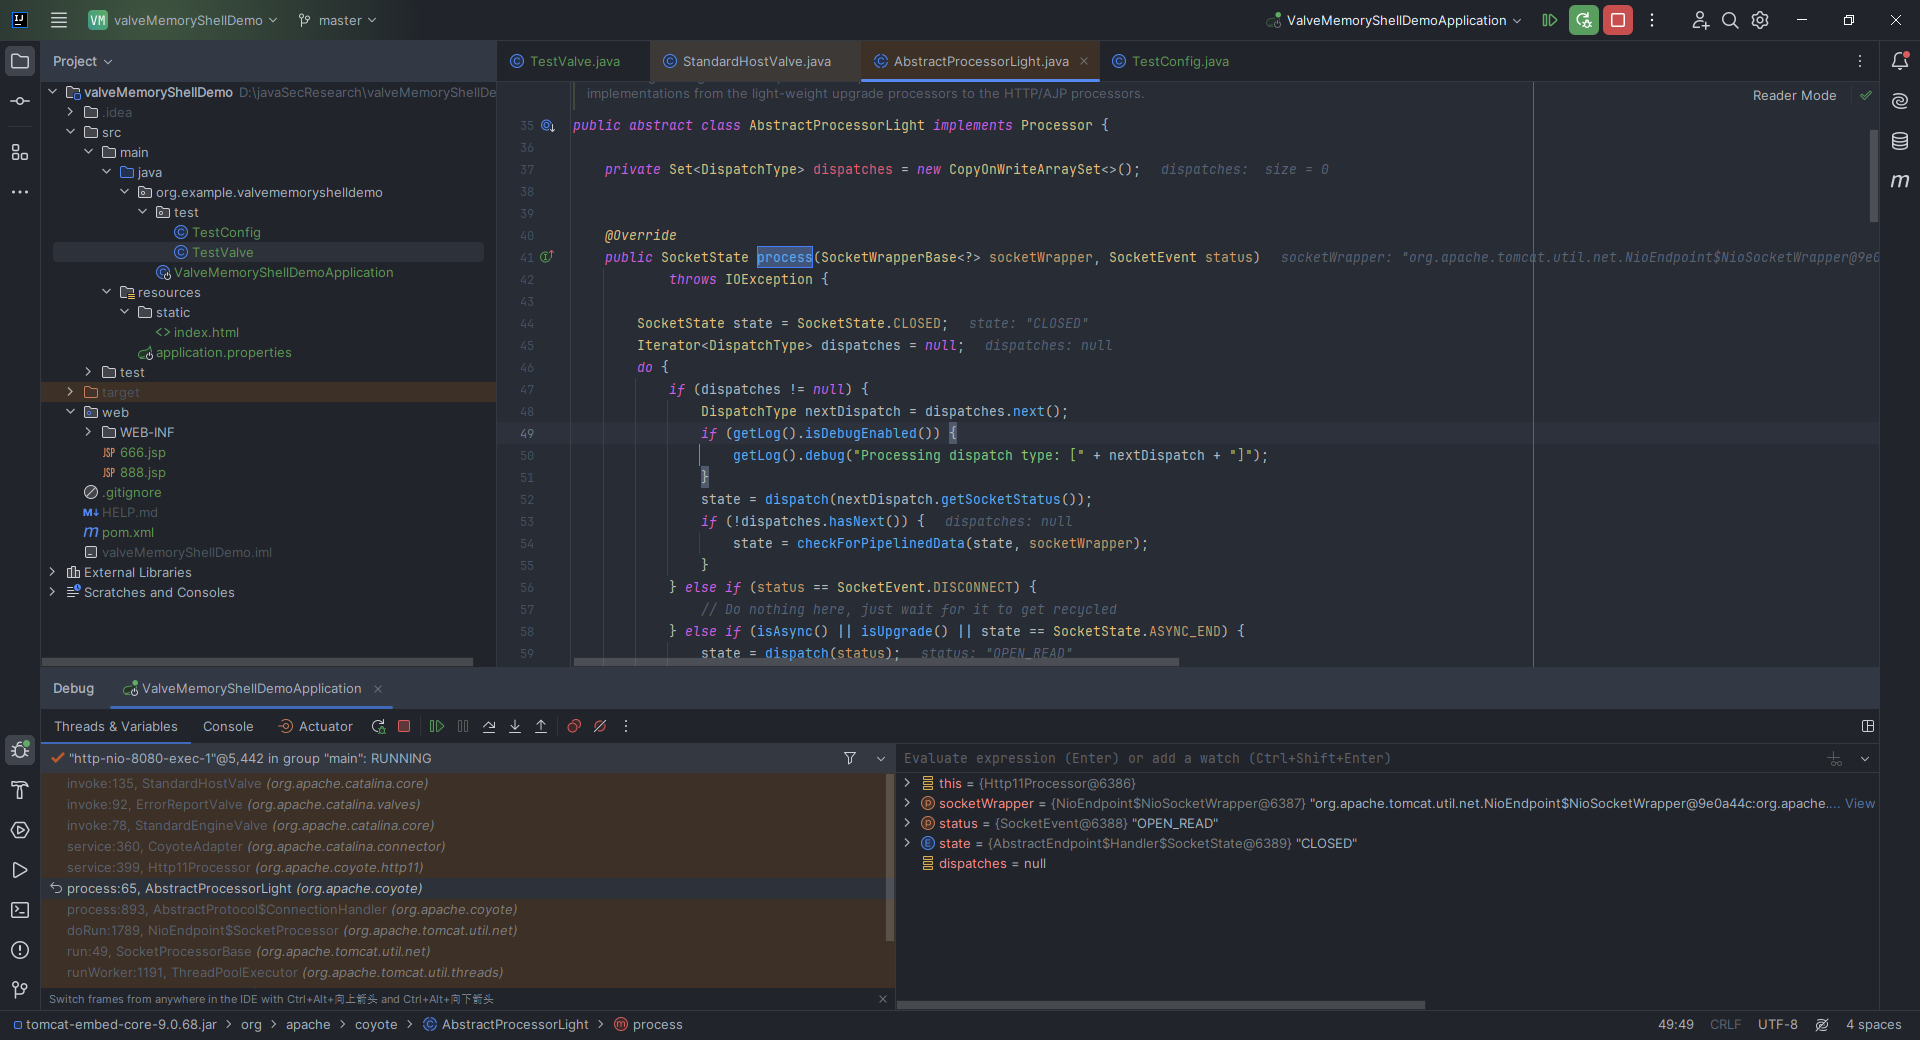 VM valveMemoryShellDemo master ValveMemoryShellDemoApplication
Project
TestValve.java StandardHostValve.java AbstractProcessorLight.java TestConfig.java
valveMemoryShellDemo D:\javaSecResearch\valveMemoryShellDe
.idea
src
main
java
org.example.valvememoryshelldemo
test
TestConfig
TestValve
ValveMemoryShellDemoApplication
resources
static
index.html
application.properties
test
target
web
WEB-INF
JSP 666.jsp
JSP 888.jsp
.gitignore
M↓ HELP.md
m pom.xml
valveMemoryShellDemo.iml
External Libraries
Scratches and Consoles
implementations from the light-weight upgrade processors to the HTTP/AJP processors.
Reader Mode
35 public abstract class AbstractProcessorLight implements Processor {
36
37 private Set<DispatchType> dispatches = new CopyOnWriteArraySet<>(); dispatches: size = 0
38
39
40 @Override
41 public SocketState process(SocketWrapperBase<?> socketWrapper, SocketEvent status) socketWrapper: "org.apache.tomcat.util.net.NioEndpoint$NioSocketWrapper@9e0
42 throws IOException {
43
44 SocketState state = SocketState.CLOSED; state: "CLOSED"
45 Iterator<DispatchType> dispatches = null; dispatches: null
46 do {
47 if (dispatches != null) {
48 DispatchType nextDispatch = dispatches.next();
49 if (getLog().isDebugEnabled()) {
50 getLog().debug("Processing dispatch type: [" + nextDispatch + "]");
51 }
52 state = dispatch(nextDispatch.getSocketStatus());
53 if (!dispatches.hasNext()) { dispatches: null
54 state = checkForPipelinedData(state, socketWrapper);
55 }
56 } else if (status == SocketEvent.DISCONNECT) {
57 // Do nothing here, just wait for it to get recycled
58 } else if (isAsync() || isUpgrade() || state == SocketState.ASYNC_END) {
59 state = dispatch(status); status: "OPEN_READ"
Debug ValveMemoryShellDemoApplication
Threads & Variables Console Actuator
"http-nio-8080-exec-1"@5,442 in group "main": RUNNING
invoke:135, StandardHostValve (org.apache.catalina.core)
invoke:92, ErrorReportValve (org.apache.catalina.valves)
invoke:78, StandardEngineValve (org.apache.catalina.core)
service:360, CoyoteAdapter (org.apache.catalina.connector)
service:399, Http11Processor (org.apache.coyote.http11)
process:65, AbstractProcessorLight (org.apache.coyote)
process:893, AbstractProtocol$ConnectionHandler (org.apache.coyote)
doRun:1789, NioEndpoint$SocketProcessor (org.apache.tomcat.util.net)
run:49, SocketProcessorBase (org.apache.tomcat.util.net)
runWorker:1191, ThreadPoolExecutor (org.apache.tomcat.util.threads)
Switch frames from anywhere in the IDE with Ctrl+Alt+向上箭头 and Ctrl+Alt+向下箭头
Evaluate expression (Enter) or add a watch (Ctrl+Shift+Enter)
this = {Http11Processor@6386}
socketWrapper = {NioEndpoint$NioSocketWrapper@6387} "org.apache.tomcat.util.net.NioEndpoint$NioSocketWrapper@9e0a44c:org.apache.... View
status = {SocketEvent@6388} "OPEN_READ"
state = {AbstractEndpoint$Handler$SocketState@6389} "CLOSED"
dispatches = null
tomcat-embed-core-9.0.68.jar org apache coyote AbstractProcessorLight process
49:49 CRLF UTF-8 4 spaces